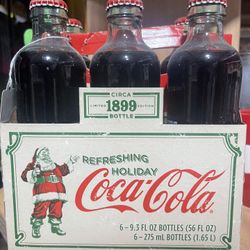 CIRCA
LIMITED 1899 EDITION
BOTTLE
REFRESHING
HOLIDAY
Coca-Cola
6 - 9.3 FL OZ BOTTLES (56 FL OZ)
6 - 275 mL BOTTLES (1.65 L)